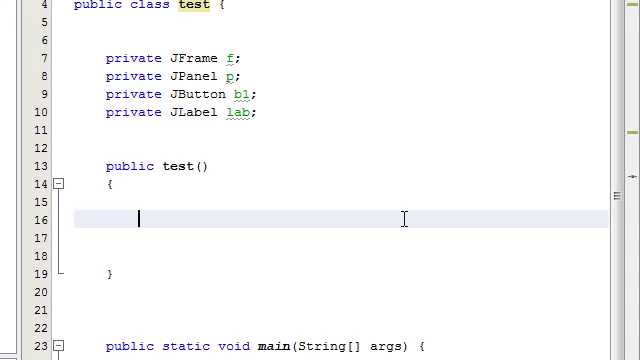 4 public class test {
5
6
7 private JFrame f;
8 private JPanel p;
9 private JButton b1;
10 private JLabel lab;
11
12
13 public test()
14 {
15
16
17
18
19 }
20
21
22
23 public static void main(String[] args) {